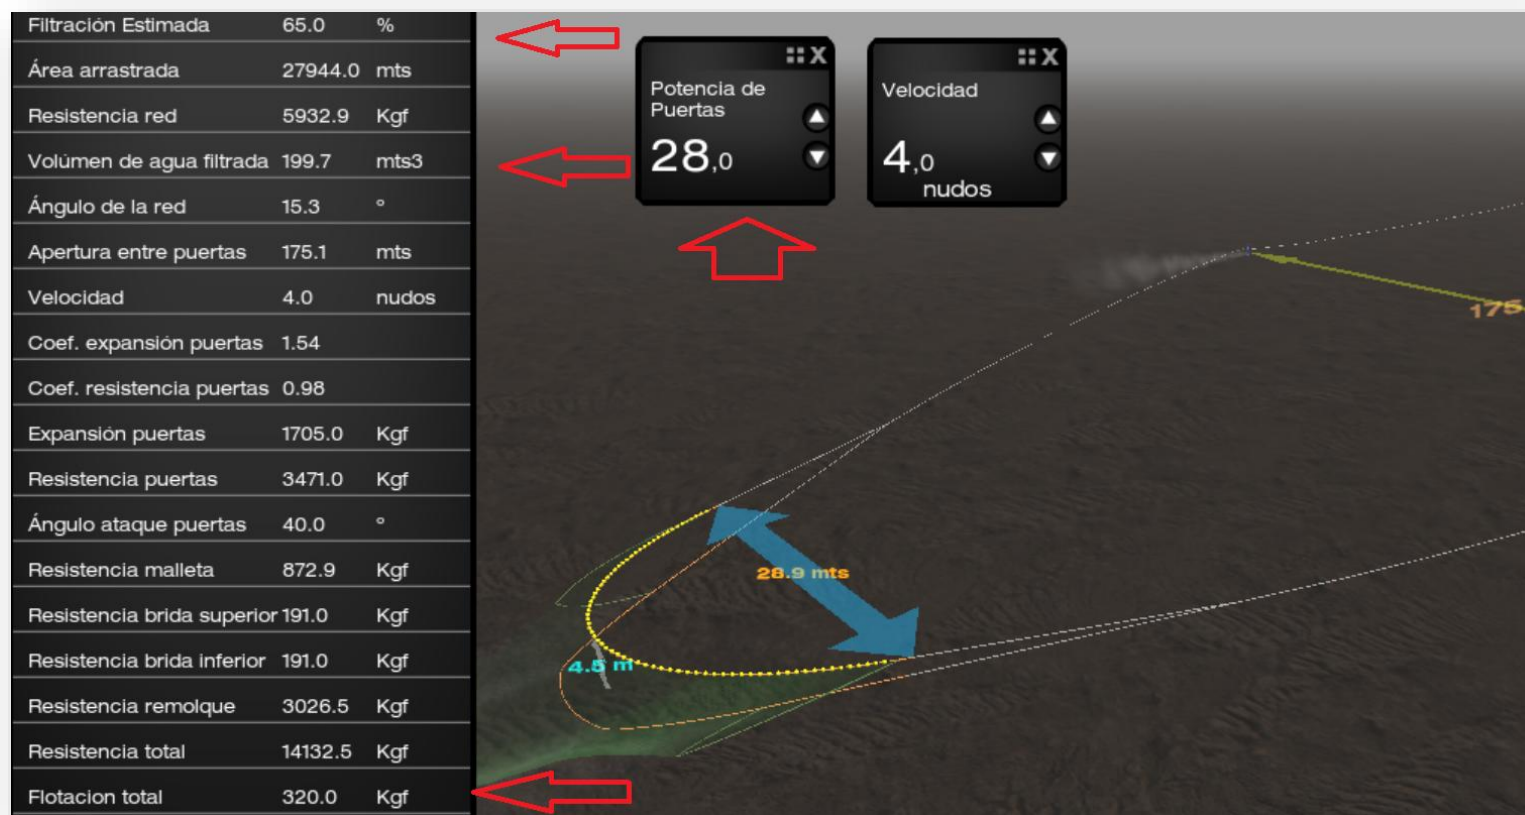 Filtración Estimada 65.0 %
Área arrastrada 27944.0 mts
Resistencia red 5932.9 Kgf
Volúmen de agua filtrada 199.7 mts3
Ángulo de la red 15.3 °
Apertura entre puertas 175.1 mts
Velocidad 4.0 nudos
Coef. expansión puertas 1.54
Coef. resistencia puertas 0.98
Expansión puertas 1705.0 Kgf
Resistencia puertas 3471.0 Kgf
Ángulo ataque puertas 40.0 °
Resistencia malleta 872.9 Kgf
Resistencia brida superior 191.0 Kgf
Resistencia brida inferior 191.0 Kgf
Resistencia remolque 3026.5 Kgf
Resistencia total 14132.5 Kgf
Flotacion total 320.0 Kgf
X
Potencia de
Puertas
28,0
X
Velocidad
4,0
nudos
175
28.9 mts
4.5 m